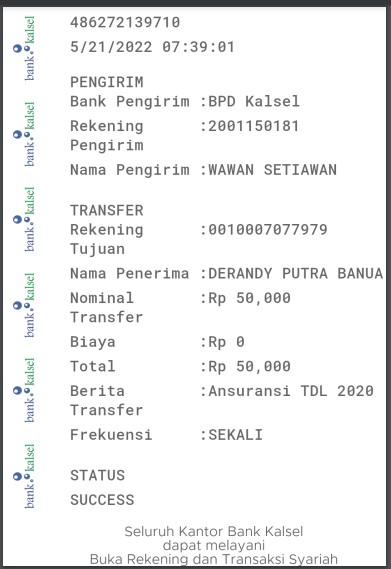 486272139710
5/21/2022 07:39:01
PENGIRIM
Bank Pengirim :BPD Kalsel
Rekening :2001150181
Pengirim
Nama Pengirim :WAWAN SETIAWAN
TRANSFER
Rekening :0010007077979
Tujuan
Nama Penerima :DERANDY PUTRA BANUA
Nominal :Rp 50,000
Transfer
Biaya :Rp 0
Total :Rp 50,000
Berita :Ansuransi TDL 2020
Transfer
Frekuensi :SEKALI
STATUS
SUCCESS
Seluruh Kantor Bank Kalsel
dapat melayani
Buka Rekening dan Transaksi Syariah
bank kalsel
bank kalsel
bank kalsel
bank kalsel
bank kalsel
bank kalsel